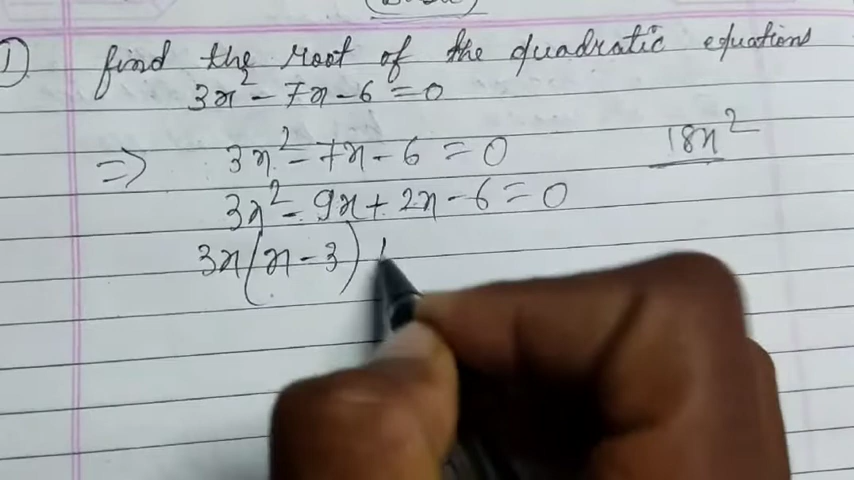 1) find the root of the quadratic equations
3x² - 7x - 6 = 0
=> 3x² - 7x - 6 = 0
18x²
3x² - 9x + 2x - 6 = 0
3x(x - 3)